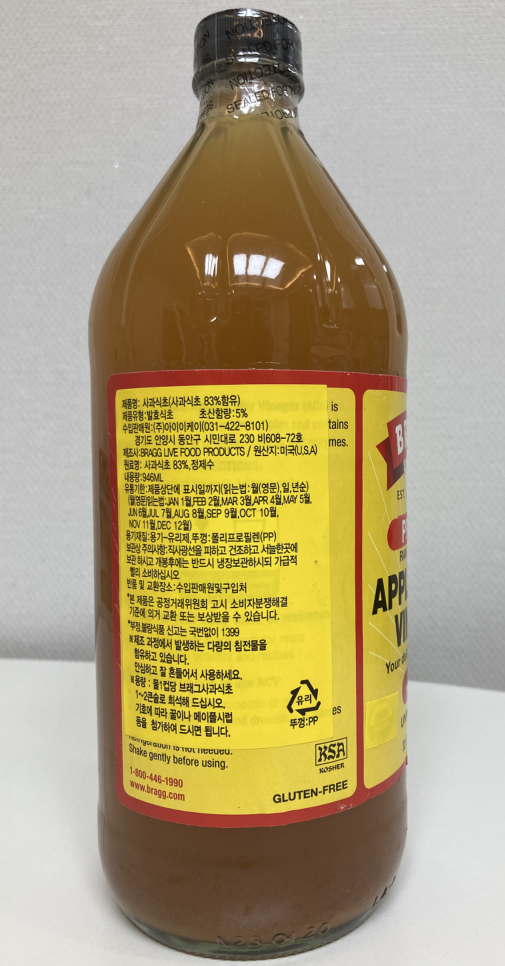 NOTECTION
SEALED FOR
제품명: 사과식초(사과식초 83%함유)
제품유형:발효식초 초산함량:5%
수입판매원:(주)아이이케이(031-422-8101)
경기도 안양시 동안구 시민대로 230 비608-72호
제조사:BRAGG LIVE FOOD PRODUCTS / 원산지:미국(U.S.A)
원료명: 사과식초 83%,정제수
내용량:946ML
유통기한:제품상단에 표시일까지(읽는법:월(영문),일,년순)
(월영문)읽는법:JAN 1월,FEB 2월,MAR 3월,APR 4월,MAY 5월,
JUN 6월,JUL 7월,AUG 8월,SEP 9월,OCT 10월,
NOV 11월,DEC 12월)
용기재질:용기-유리제,뚜껑:폴리프로필렌(PP)
보관상 주의사항:직사광선을 피하고 건조하고 서늘한곳에
보관 하시고 개봉후에는 반드시 냉장보관하시되 가급적
빨리 소비하십시오
반품 및 교환장소:수입판매원및구입처
*본 제품은 공정거래위원회 고시 소비자분쟁해결
기준에 의거 교환 또는 보상받을 수 있습니다.
*부정,불량식품 신고는 국번없이 1399
※제조 과정에서 발생하는 다량의 침전물을
함유하고 있습니다.
안심하고 잘 흔들어서 사용하세요.
※용량 : 물1컵당 브래그사과식초
1~2큰술로 희석해 드십시오.
기호에 따라 꿀이나 메이플시럽
등을 첨가하여 드시면 됩니다.
유리
뚜껑:PP
is
mes.
Refrigeration is not needed.
Shake gently before using.
1-800-446-1990
www.bragg.com
KSA
KOSHER
GLUTEN-FREE
EST
APP
VI
Your